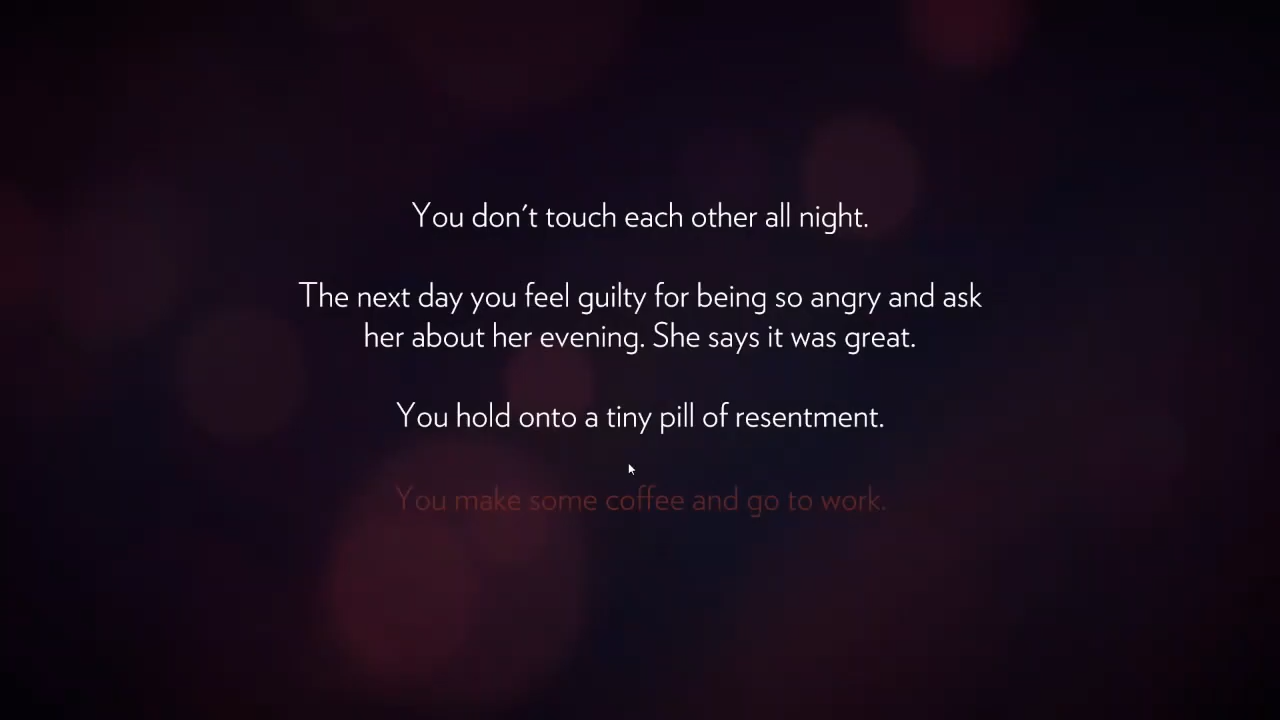 You don't touch each other all night.
The next day you feel guilty for being so angry and ask
her about her evening. She says it was great.
You hold onto a tiny pill of resentment.
You make some coffee and go to work.